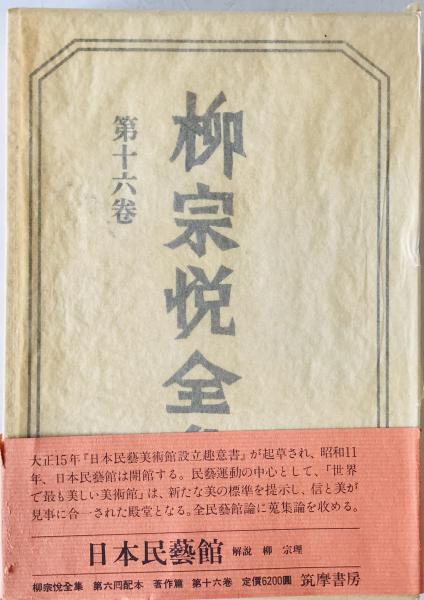 柳宗悦全集
第十六卷
大正15年『日本民藝美術館設立趣意書』が起草され、昭和11
年、日本民藝館は開館する。民藝運動の中心として、「世界
で最も美しい美術館」は、新たな美の標準を提示し、信と美が
見事に合一された殿堂となる。全民藝館論に蒐集論を收める。
日本民藝館 解說 柳 宗理
柳宗悦全集 第六回配本 著作篇 第十六卷 定價6200圓 筑摩書房